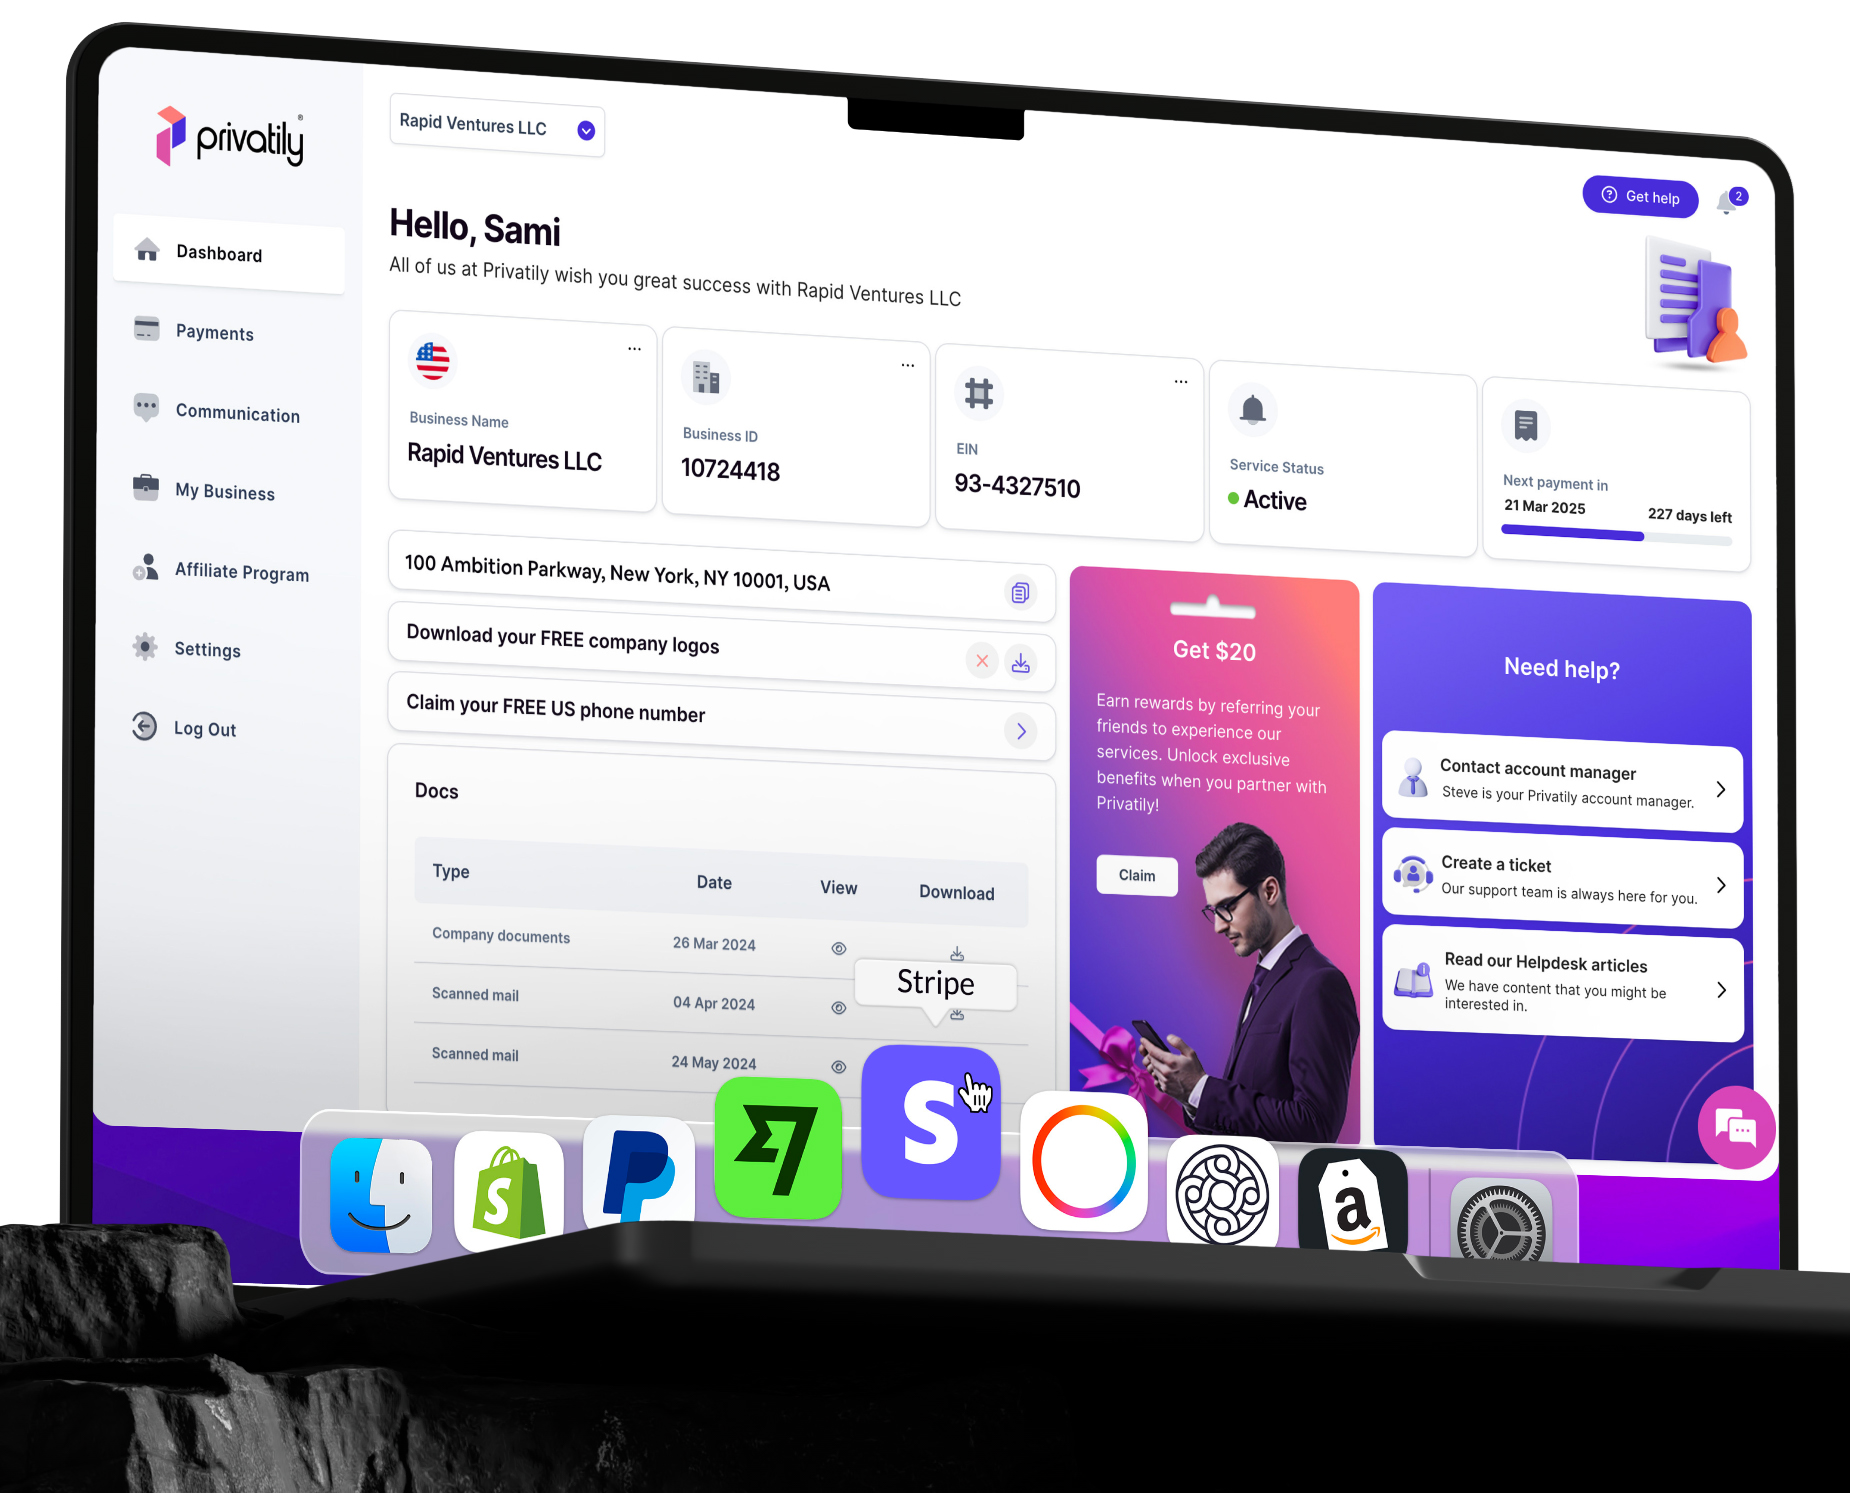 privatily®
Rapid Ventures LLC
Get help
2
Dashboard
Payments
Communication
My Business
Affiliate Program
Settings
Log Out
Hello, Sami
All of us at Privatily wish you great success with Rapid Ventures LLC
Business Name
Rapid Ventures LLC
Business ID
10724418
EIN
93-4327510
Service Status
Active
Next payment in
21 Mar 2025
227 days left
100 Ambition Parkway, New York, NY 10001, USA
Download your FREE company logos
Claim your FREE US phone number
Docs
Type Date View Download
Company documents 26 Mar 2024
Scanned mail 04 Apr 2024
Scanned mail 24 May 2024
Get $20
Earn rewards by referring your
friends to experience our
services. Unlock exclusive
benefits when you partner with
Privatily!
Claim
Need help?
Contact account manager
Steve is your Privatily account manager.
Create a ticket
Our support team is always here for you.
Read our Helpdesk articles
We have content that you might be
interested in.
Stripe
S
P
S
a